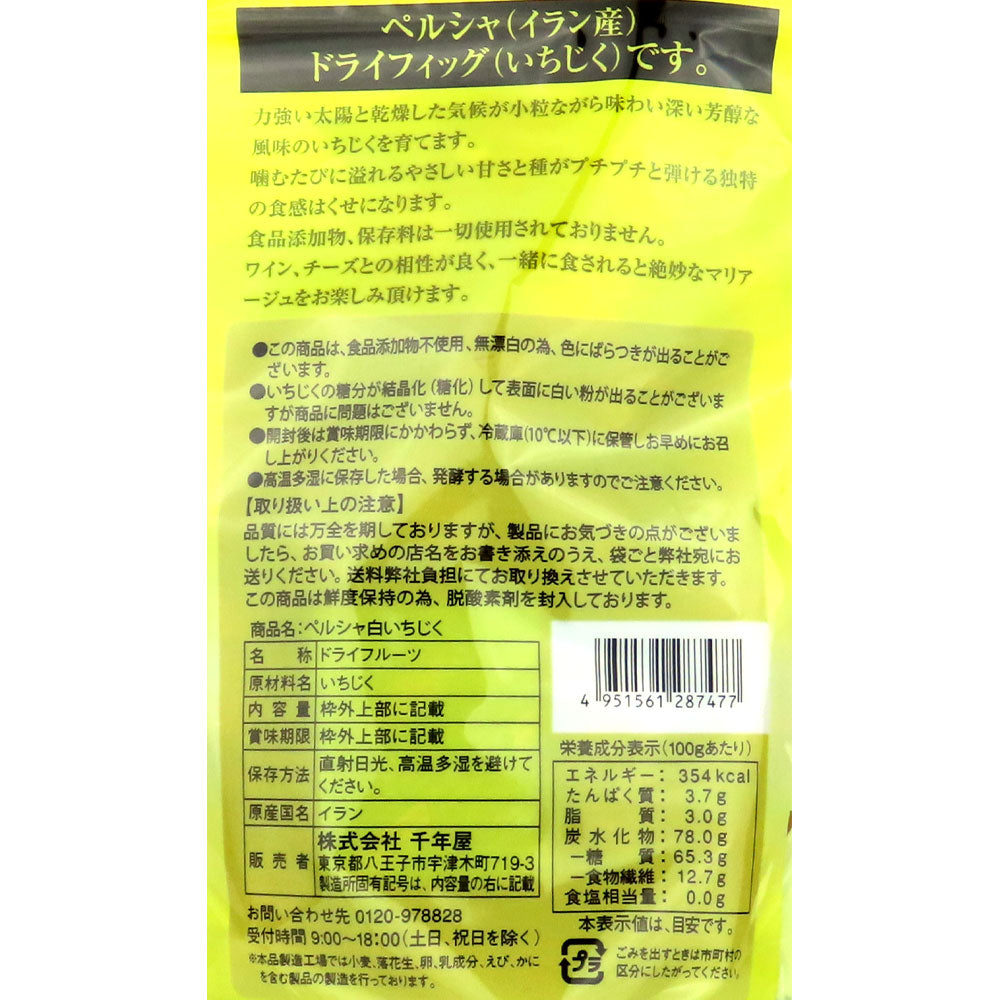 ペルシャ(イラン産)
ドライフィッグ(いちじく)です。
力強い太陽と乾燥した気候が小粒ながら味わい深い芳醇な
風味のいちじくを育てます。
噛むたびに溢れるやさしい甘さと種がプチプチと弾ける独特
の食感はくせになります。
食品添加物、保存料は一切使用されておりません。
ワイン、チーズとの相性が良く、一緒に食されると絶妙なマリア
ージュをお楽しみ頂けます。
●この商品は、食品添加物不使用、無漂白の為、色にばらつきが出ることがご
ざいます。
●いちじくの糖分が結晶化(糖化)して表面に白い粉が出ることがございま
すが商品に問題はございません。
●開封後は賞味期限にかかわらず、冷蔵庫(10℃以下)に保管しお早めにお召
し上がりください。
●高温多湿に保存した場合、発酵する場合がありますのでご注意ください。
【取り扱い上の注意】
品質には万全を期しておりますが、製品にお気づきの点がございま
したら、お買い求めの店名をお書き添えのうえ、袋ごと弊社宛にお
送りください。送料弊社負担にてお取り換えさせていただきます。
この商品は鮮度保持の為、脱酸素剤を封入しております。
商品名:ペルシャ白いちじく
名称 ドライフルーツ
原材料名 いちじく
内容量 枠外上部に記載
賞味期限 枠外上部に記載
保存方法 直射日光、高温多湿を避けて
ください。
原産国名 イラン
販売者 株式会社 千年屋
東京都八王子市宇津木町719-3
製造所固有記号は、内容量の右に記載
お問い合わせ先 0120-978828
受付時間 9:00〜18:00(土日、祝日を除く)
※本品製造工場では小麦、落花生、卵、乳成分、えび、かに
を含む製品の製造を行っております。
4 951561 287477
栄養成分表示(100gあたり)
エネルギー: 354kcal
たんぱく質: 3.7g
脂質: 3.0g
炭水化物: 78.0g
ー糖質: 65.3g
ー食物繊維: 12.7g
食塩相当量: 0.0g
本表示値は、目安です。
プラ
ごみを出すときは市町村の
区分にしたがってください。